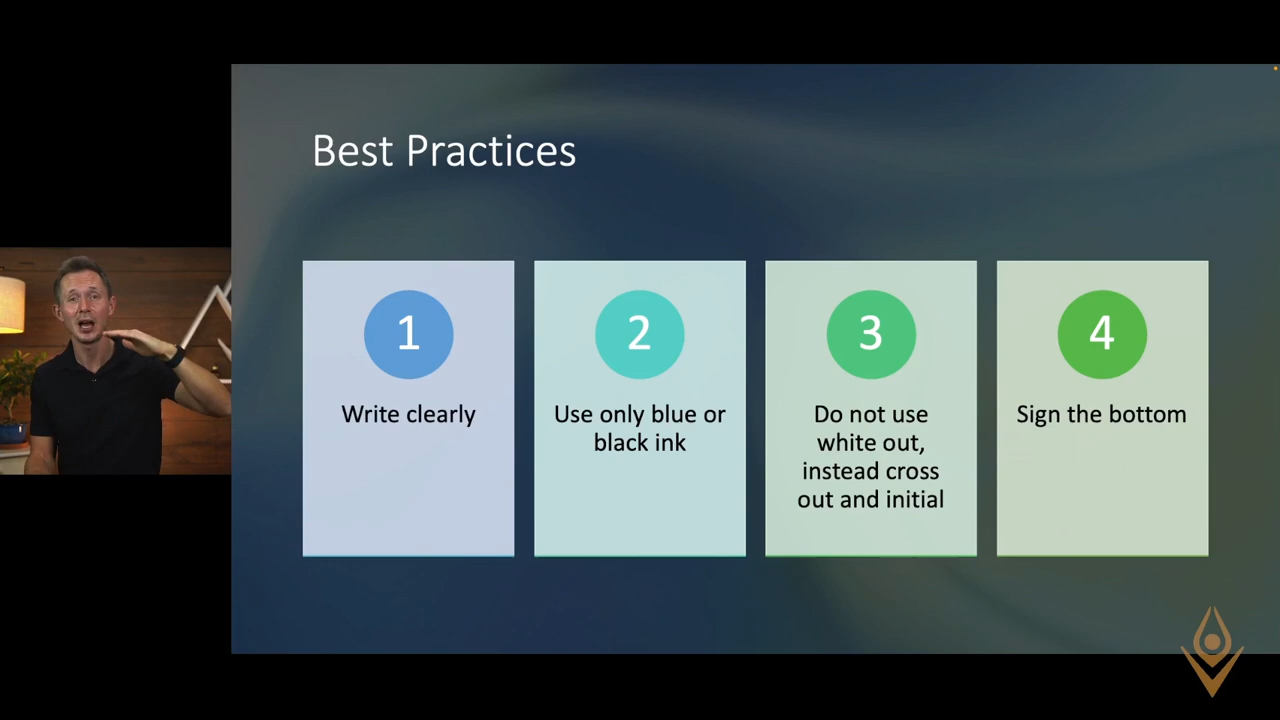 Best Practices
1
Write clearly
2
Use only blue or
black ink
3
Do not use
white out,
instead cross
out and initial
4
Sign the bottom